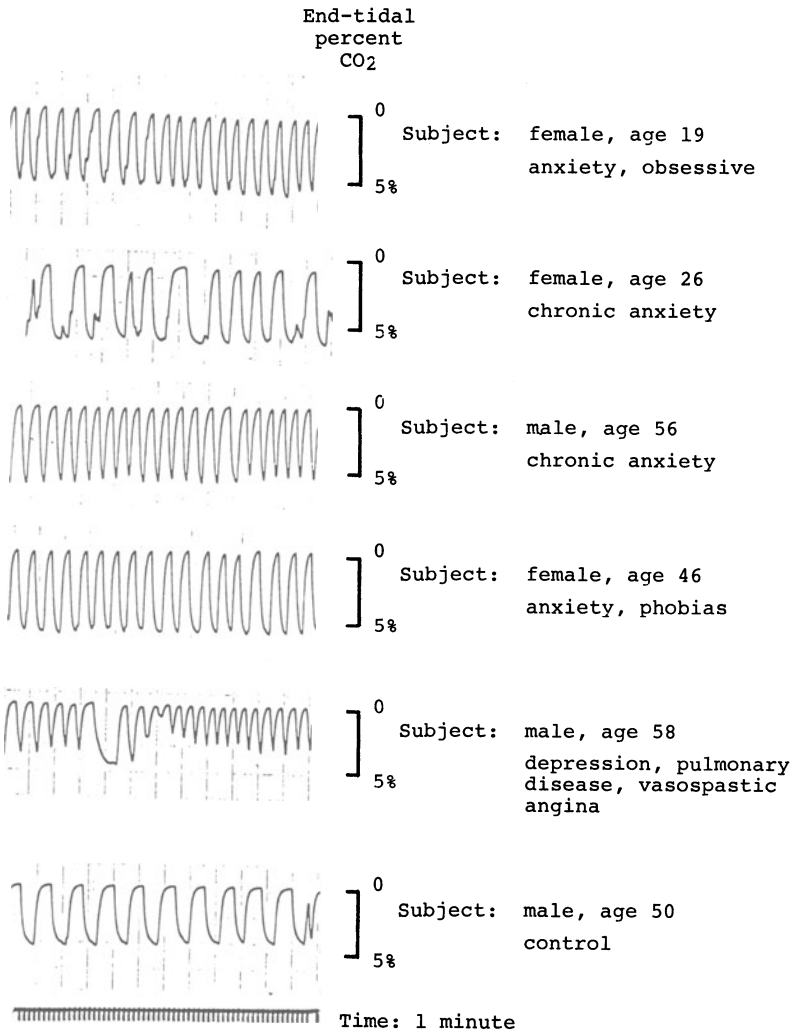 End-tidal
percent
CO2
0
5%
Subject: female, age 19
anxiety, obsessive
0
5%
Subject: female, age 26
chronic anxiety
0
5%
Subject: male, age 56
chronic anxiety
0
5%
Subject: female, age 46
anxiety, phobias
0
5%
Subject: male, age 58
depression, pulmonary
disease, vasospastic
angina
0
5%
Subject: male, age 50
control
Time: 1 minute